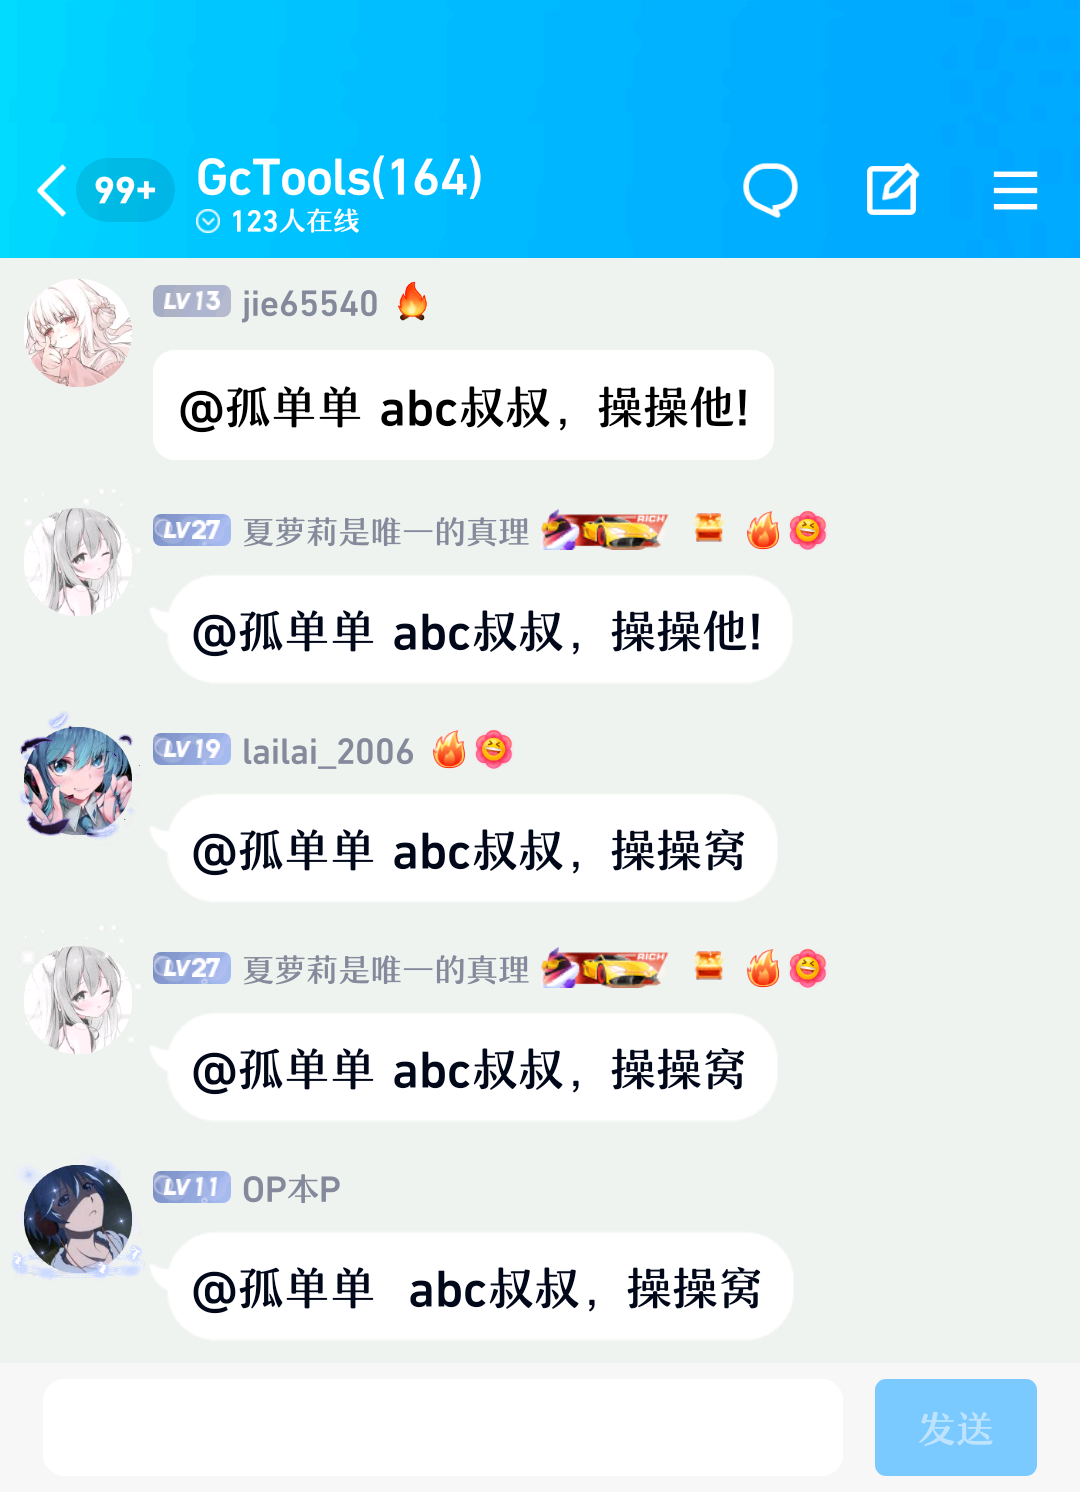 99+
GcTools(164)
123人在线
LV13 jie65540
@孤单单 abc叔叔，操操他!
LV27 夏萝莉是唯一的真理 RICH
@孤单单 abc叔叔，操操他!
LV19 lailai_2006
@孤单单 abc叔叔，操操窝
LV27 夏萝莉是唯一的真理 RICH
@孤单单 abc叔叔，操操窝
LV11 OP本P
@孤单单 abc叔叔，操操窝
发送